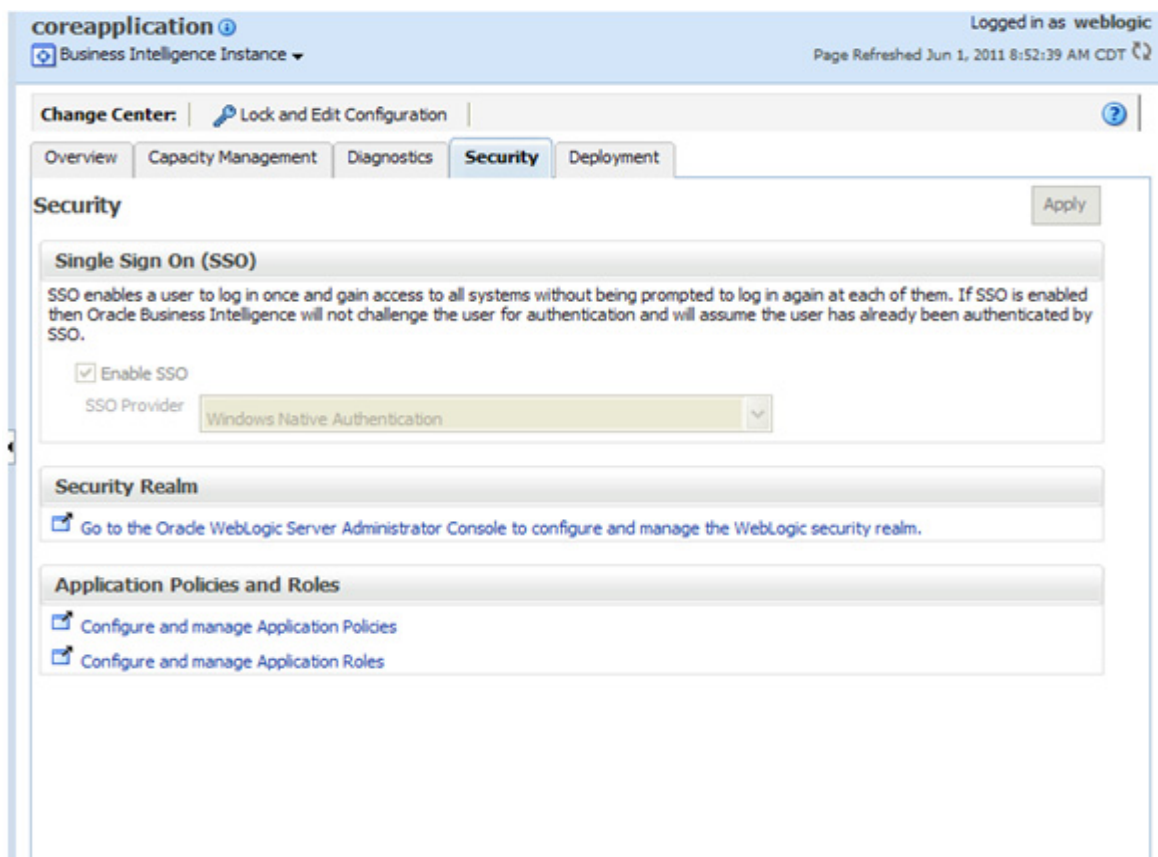 coreapplication
Logged in as weblogic
Business Intelligence Instance
Page Refreshed Jun 1, 2011 8:52:39 AM CDT
Change Center: Lock and Edit Configuration
Overview Capacity Management Diagnostics Security Deployment
Security
Apply
Single Sign On (SSO)
SSO enables a user to log in once and gain access to all systems without being prompted to log in again at each of them. If SSO is enabled
then Oracle Business Intelligence will not challenge the user for authentication and will assume the user has already been authenticated by
SSO.
Enable SSO
SSO Provider Windows Native Authentication
Security Realm
Go to the Oracle WebLogic Server Administrator Console to configure and manage the WebLogic security realm.
Application Policies and Roles
Configure and manage Application Policies
Configure and manage Application Roles